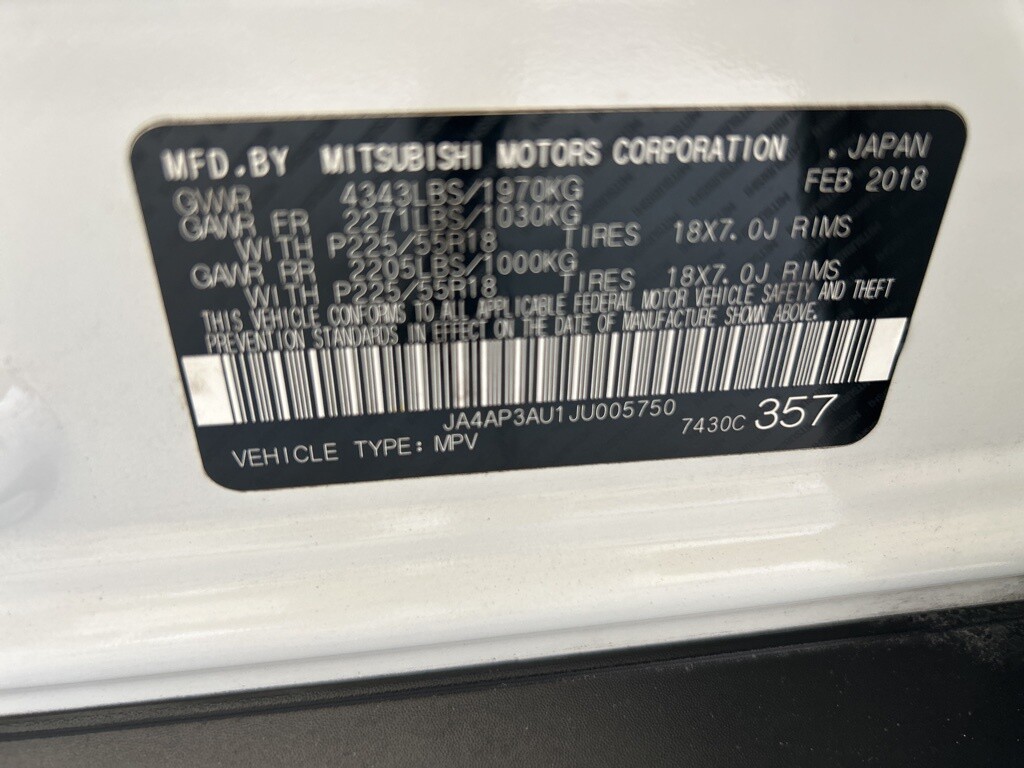 MFD.BY MITSUBISHI MOTORS CORPORATION . JAPAN
GVWR 4343LBS/1970KG FEB 2018
GAWR FR 2271LBS/1030KG
WITH P225/55R18 TIRES 18X7.0J RIMS
GAWR RR 2205LBS/1000KG
WITH P225/55R18 TIRES 18X7.0J RIMS
THIS VEHICLE CONFORMS TO ALL APPLICABLE FEDERAL MOTOR VEHICLE SAFETY AND THEFT
PREVENTION STANDARDS IN EFFECT ON THE DATE OF MANUFACTURE SHOWN ABOVE.
JA4AP3AU1JU005750 7430C 357
VEHICLE TYPE: MPV